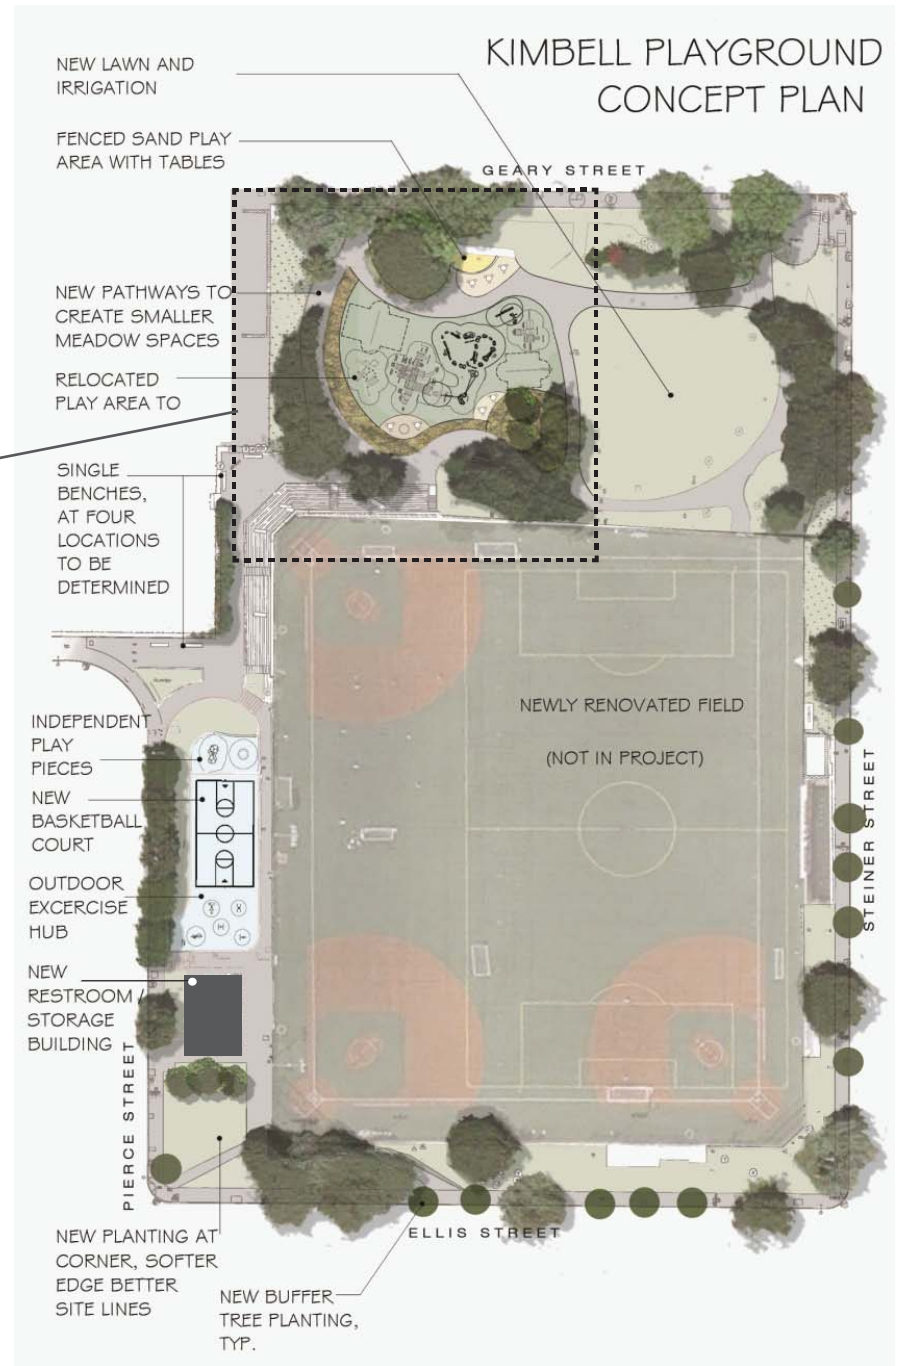 KIMBELL PLAYGROUND
CONCEPT PLAN
NEW LAWN AND
IRRIGATION
FENCED SAND PLAY
AREA WITH TABLES
GEARY STREET
NEW PATHWAYS TO
CREATE SMALLER
MEADOW SPACES
RELOCATED
PLAY AREA TO
SINGLE
BENCHES,
AT FOUR
LOCATIONS
TO BE
DETERMINED
NEWLY RENOVATED FIELD
(NOT IN PROJECT)
INDEPENDENT
PLAY
PIECES
NEW
BASKETBALL
COURT
OUTDOOR
EXCERCISE
HUB
NEW
RESTROOM /
STORAGE
BUILDING
STEINER STREET
PIERCE STREET
ELLIS STREET
NEW PLANTING AT
CORNER, SOFTER
EDGE BETTER
SITE LINES
NEW BUFFER
TREE PLANTING,
TYP.